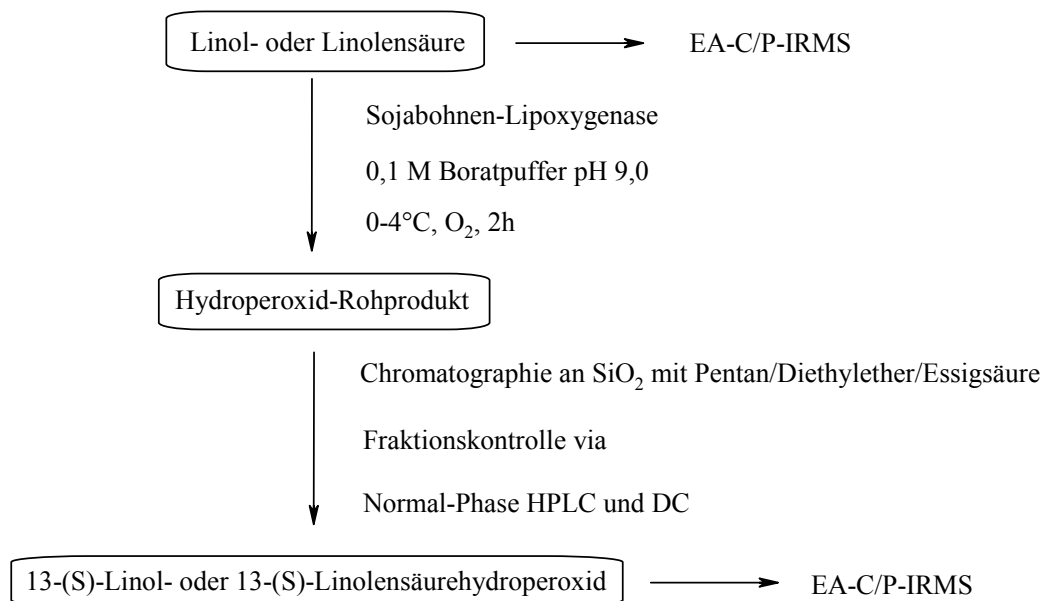 Linol- oder Linolensäure
EA-C/P-IRMS
Sojabohnen-Lipoxygenase
0,1 M Boratpuffer pH 9,0
0-4°C, O₂, 2h
Hydroperoxid-Rohprodukt
Chromatographie an SiO₂ mit Pentan/Diethylether/Essigsäure
Fraktionskontrolle via
Normal-Phase HPLC und DC
13-(S)-Linol- oder 13-(S)-Linolensäurehydroperoxid
EA-C/P-IRMS